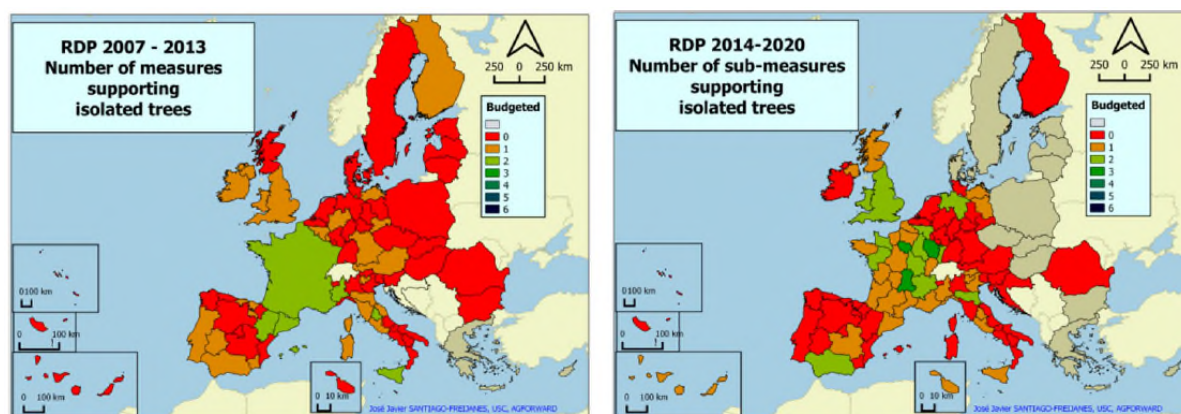 RDP 2007 - 2013
Number of measures
supporting
isolated trees
250 0 250 km
Budgeted
0
1
2
3
4
5
6
0 100 km
0 100 km
0 100 km
0 10 km
José Javier SANTIAGO-FREIJANES, USC, AGFORWARD
RDP 2014-2020
Number of sub-measures
supporting
isolated trees
250 0 250 km
Budgeted
0
1
2
3
4
5
6
0 100 km
0 100 km
0 100 km
0 10 km
José Javier SANTIAGO-FREIJANES, USC, AGFORWARD